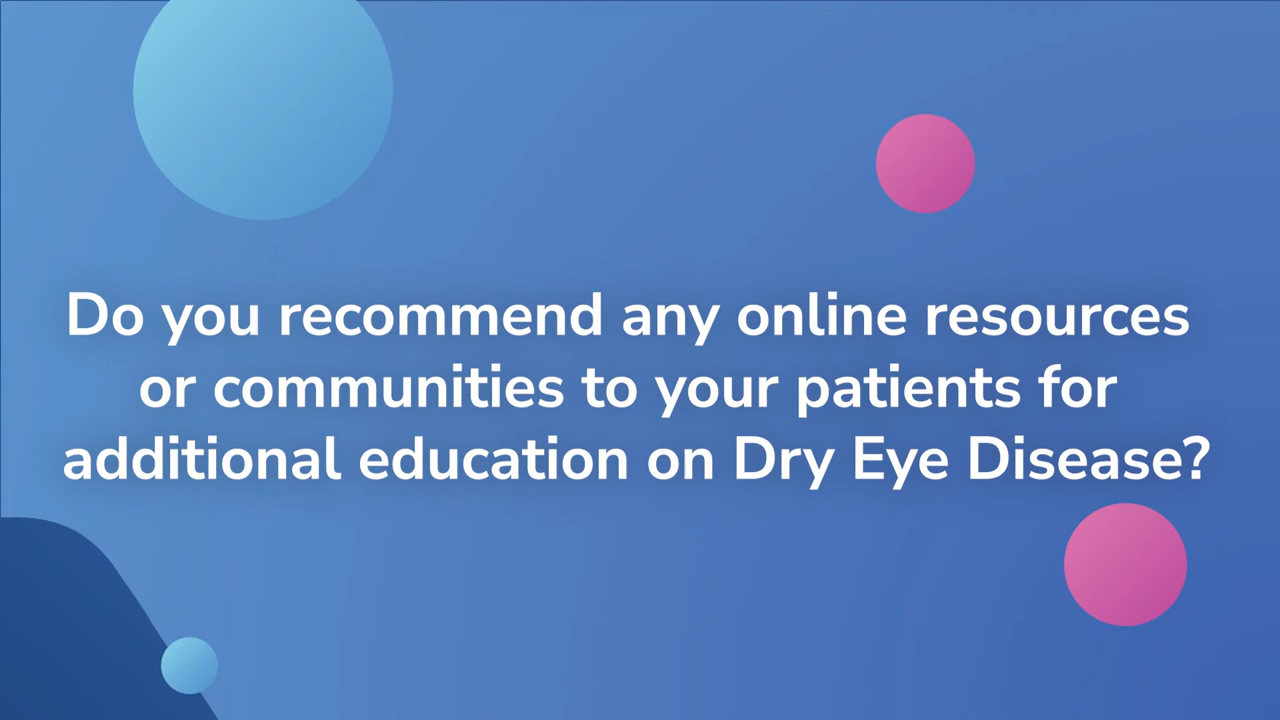 Do you recommend any online resources
or communities to your patients for
additional education on Dry Eye Disease?